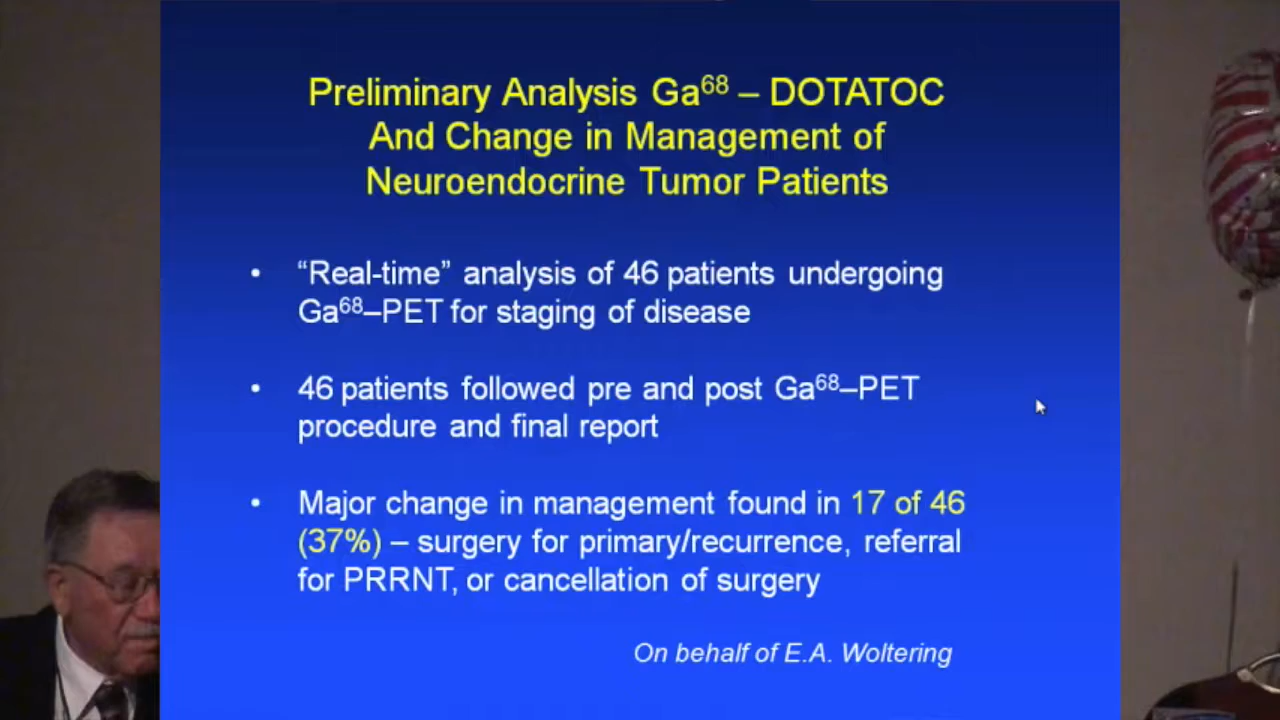 Preliminary Analysis Ga⁶⁸ – DOTATOC
And Change in Management of
Neuroendocrine Tumor Patients
• “Real-time” analysis of 46 patients undergoing
Ga⁶⁸–PET for staging of disease
• 46 patients followed pre and post Ga⁶⁸–PET
procedure and final report
• Major change in management found in 17 of 46
(37%) – surgery for primary/recurrence, referral
for PRRNT, or cancellation of surgery
On behalf of E.A. Woltering